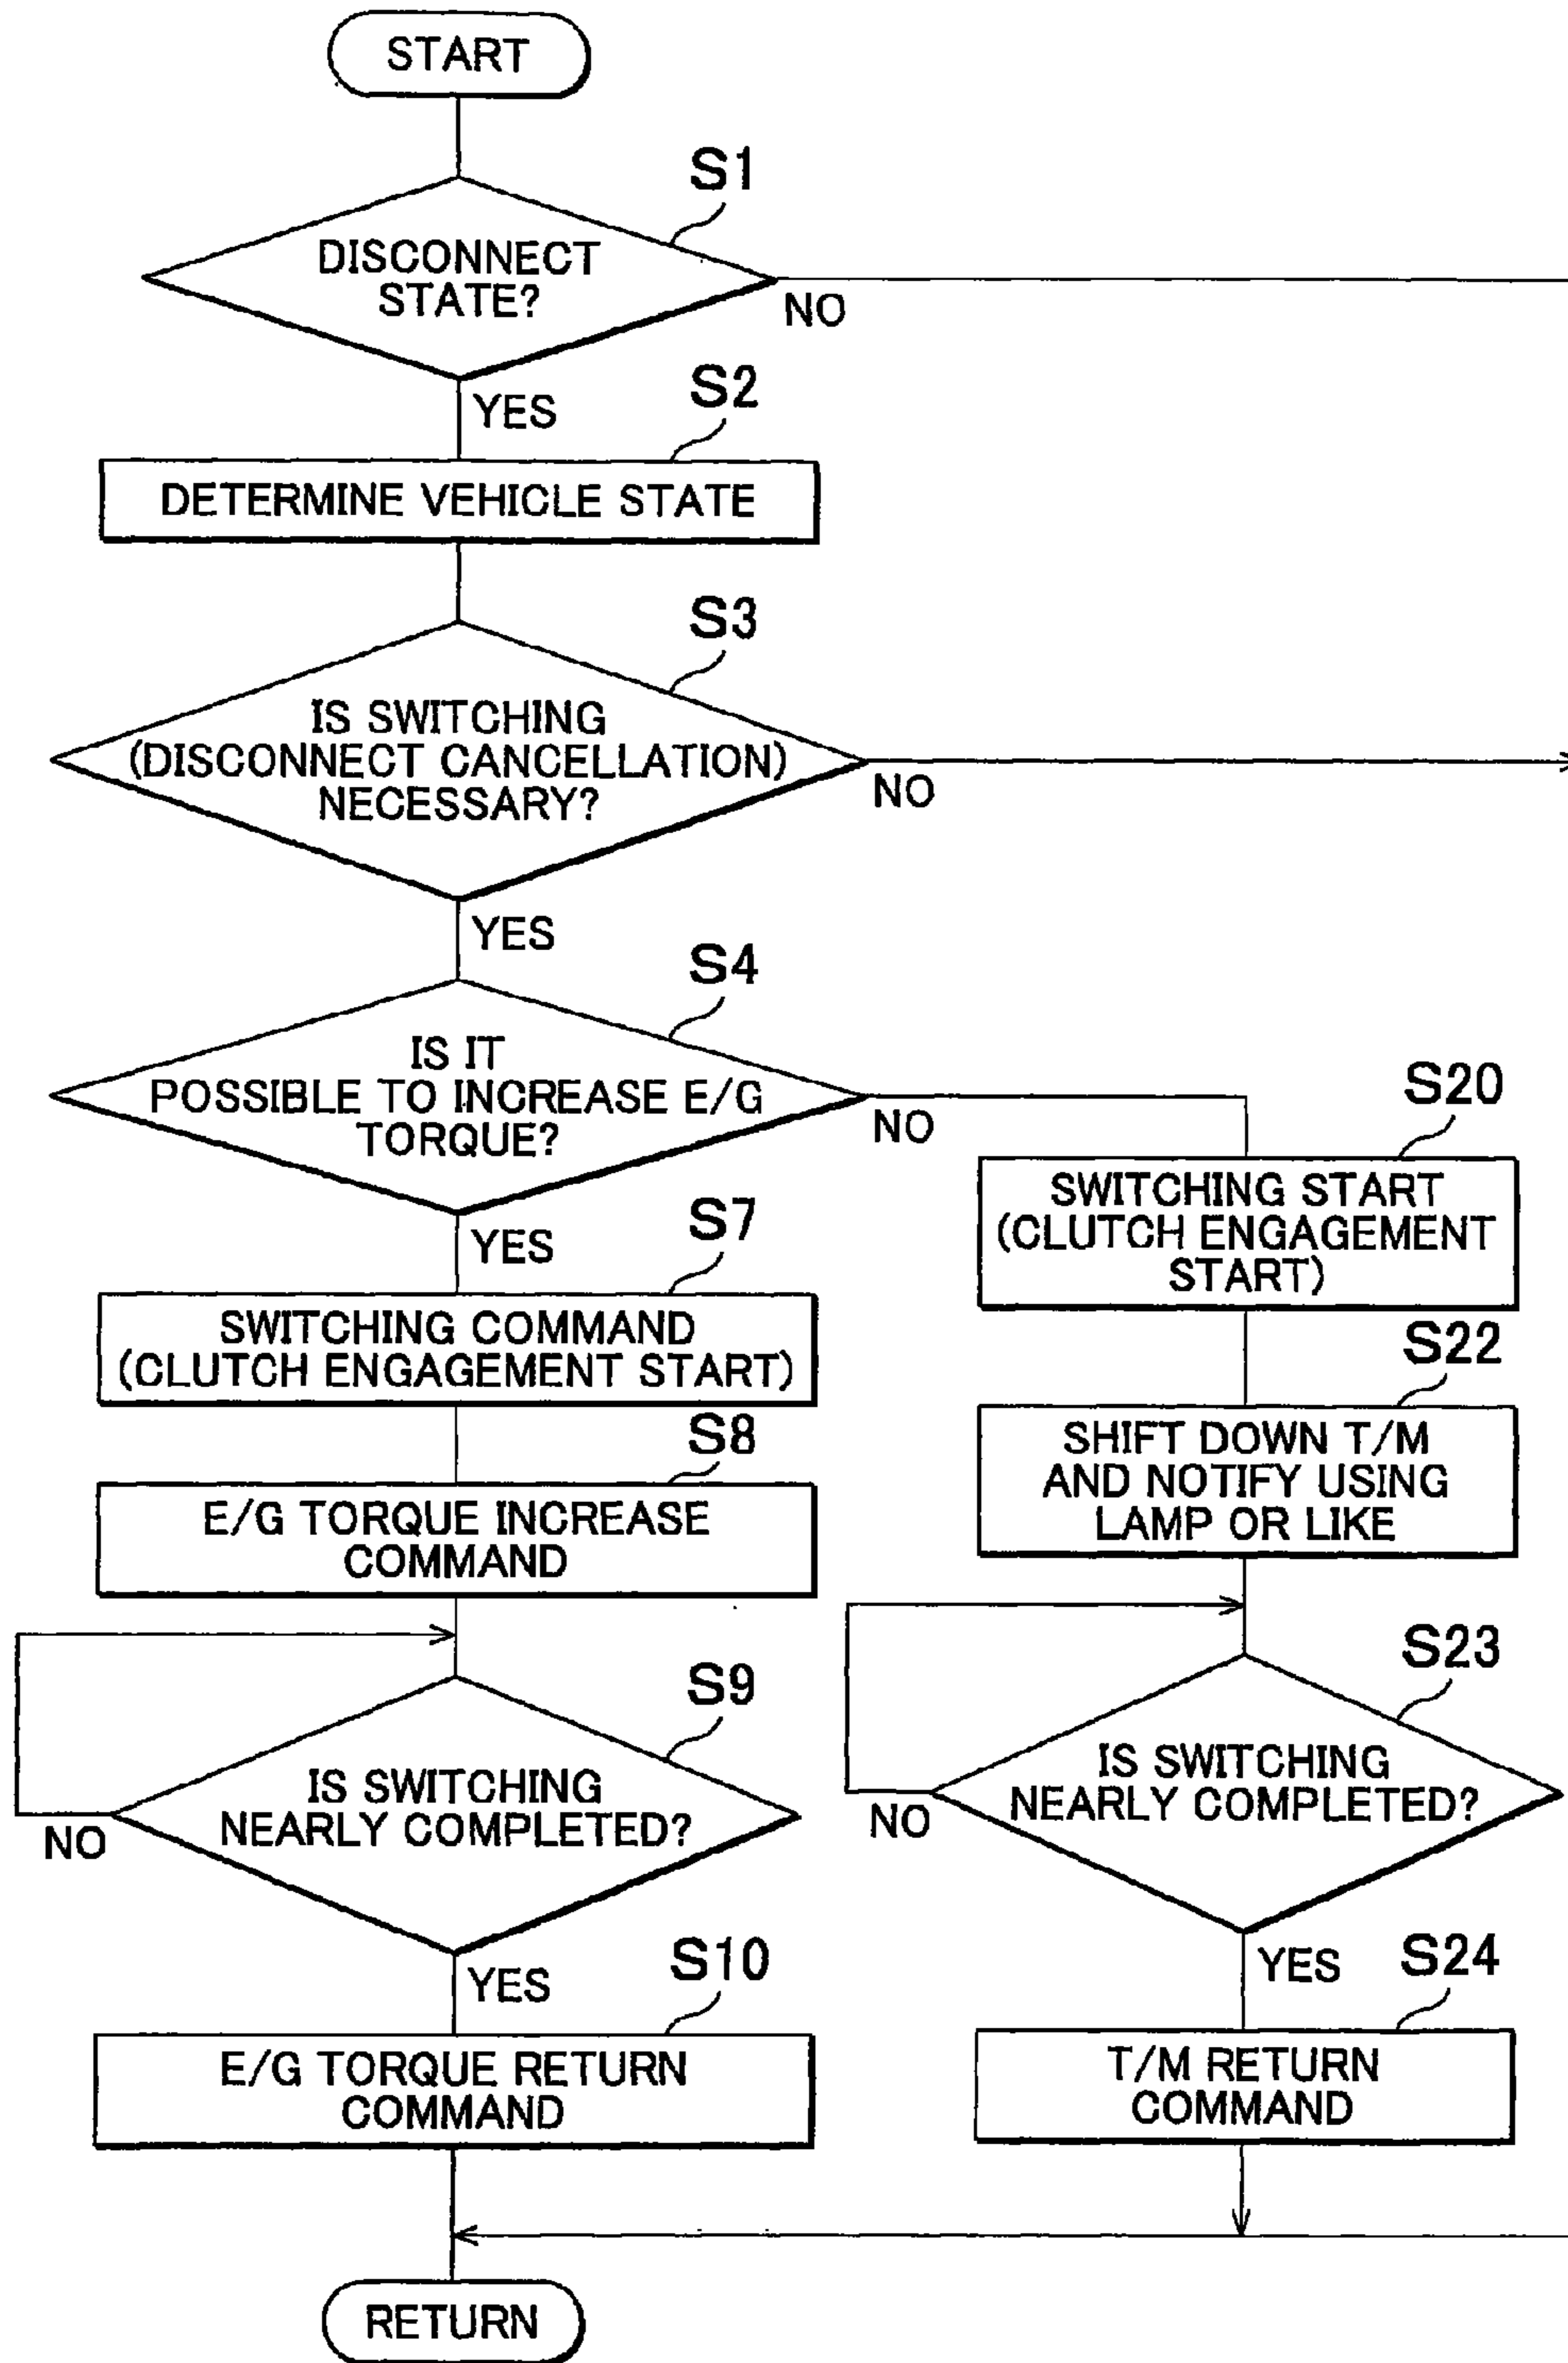 START
S1
DISCONNECT
STATE?
NO
YES
S2
DETERMINE VEHICLE STATE
S3
IS SWITCHING
(DISCONNECT CANCELLATION)
NECESSARY?
NO
YES
S4
IS IT
POSSIBLE TO INCREASE E/G
TORQUE?
NO
YES
S7
SWITCHING COMMAND
(CLUTCH ENGAGEMENT START)
S8
E/G TORQUE INCREASE
COMMAND
S9
IS SWITCHING
NEARLY COMPLETED?
NO
YES
S10
E/G TORQUE RETURN
COMMAND
S20
SWITCHING START
(CLUTCH ENGAGEMENT
START)
S22
SHIFT DOWN T/M
AND NOTIFY USING
LAMP OR LIKE
S23
IS SWITCHING
NEARLY COMPLETED?
NO
YES
S24
T/M RETURN
COMMAND
RETURN